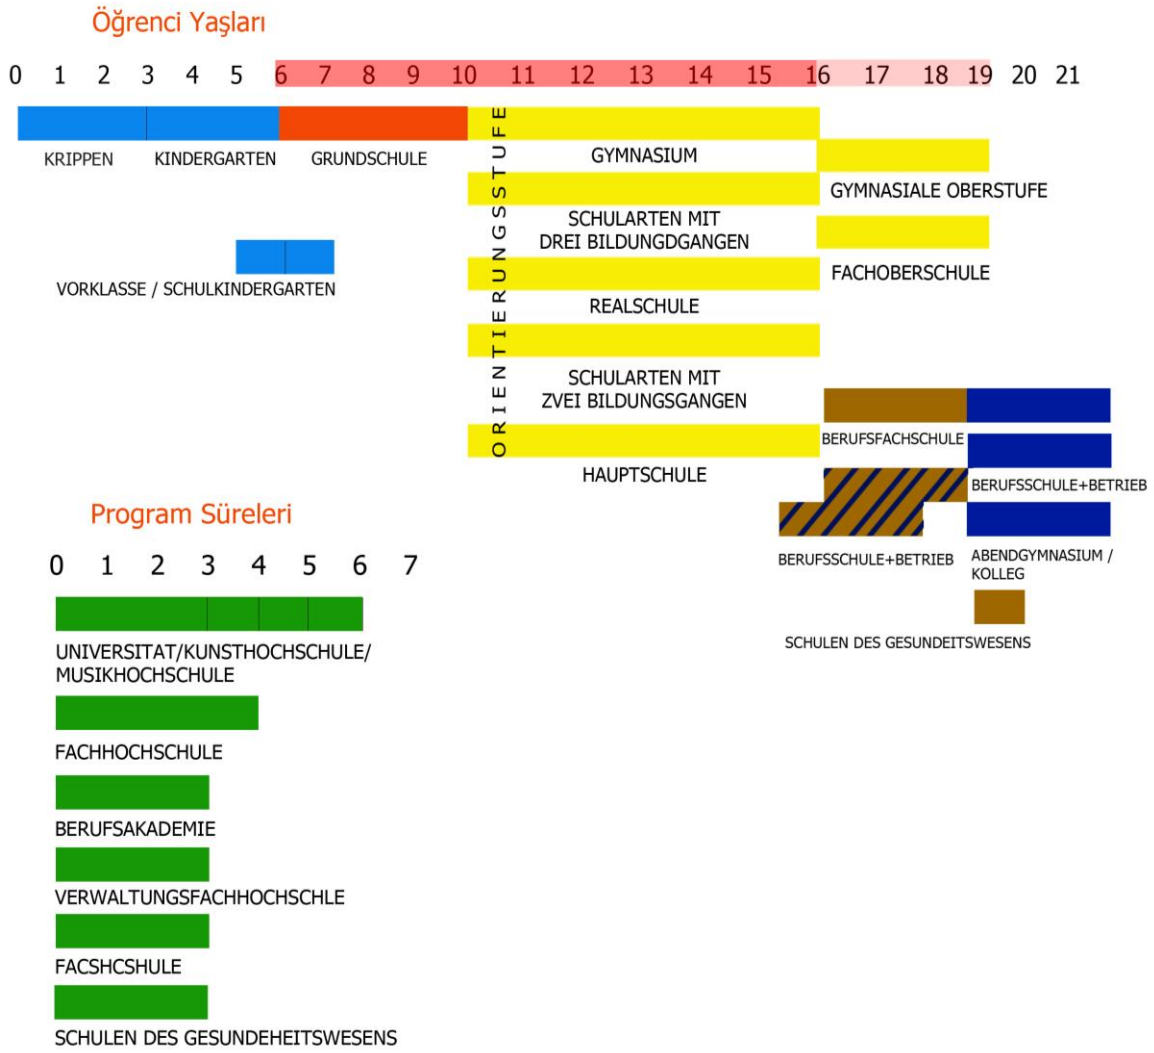 Öğrenci Yaşları
0 1 2 3 4 5 6 7 8 9 10 11 12 13 14 15 16 17 18 19 20 21
KRIPPEN KINDERGARTEN GRUNDSCHULE
ORIENTIERUNGSSTUFE
GYMNASIUM
GYMNASIALE OBERSTUFE
SCHULARTEN MIT
DREI BILDUNGDGANGEN
FACHOBERSCHULE
VORKLASSE / SCHULKINDERGARTEN
REALSCHULE
SCHULARTEN MIT
ZVEI BILDUNGSGANGEN
BERUFSFACHSCHULE
HAUPTSCHULE
BERUFSSCHULE+BETRIEB
BERUFSSCHULE+BETRIEB
ABENDGYMNASIUM /
KOLLEG
SCHULEN DES GESUNDEITSWESENS
Program Süreleri
0 1 2 3 4 5 6 7
UNIVERSITAT/KUNSTHOCHSCHULE/
MUSIKHOCHSCHULE
FACHHOCHSCHULE
BERUFSAKADEMIE
VERWALTUNGSFACHHOCHSCHLE
FACSHCSHULE
SCHULEN DES GESUNDEHEITSWESENS